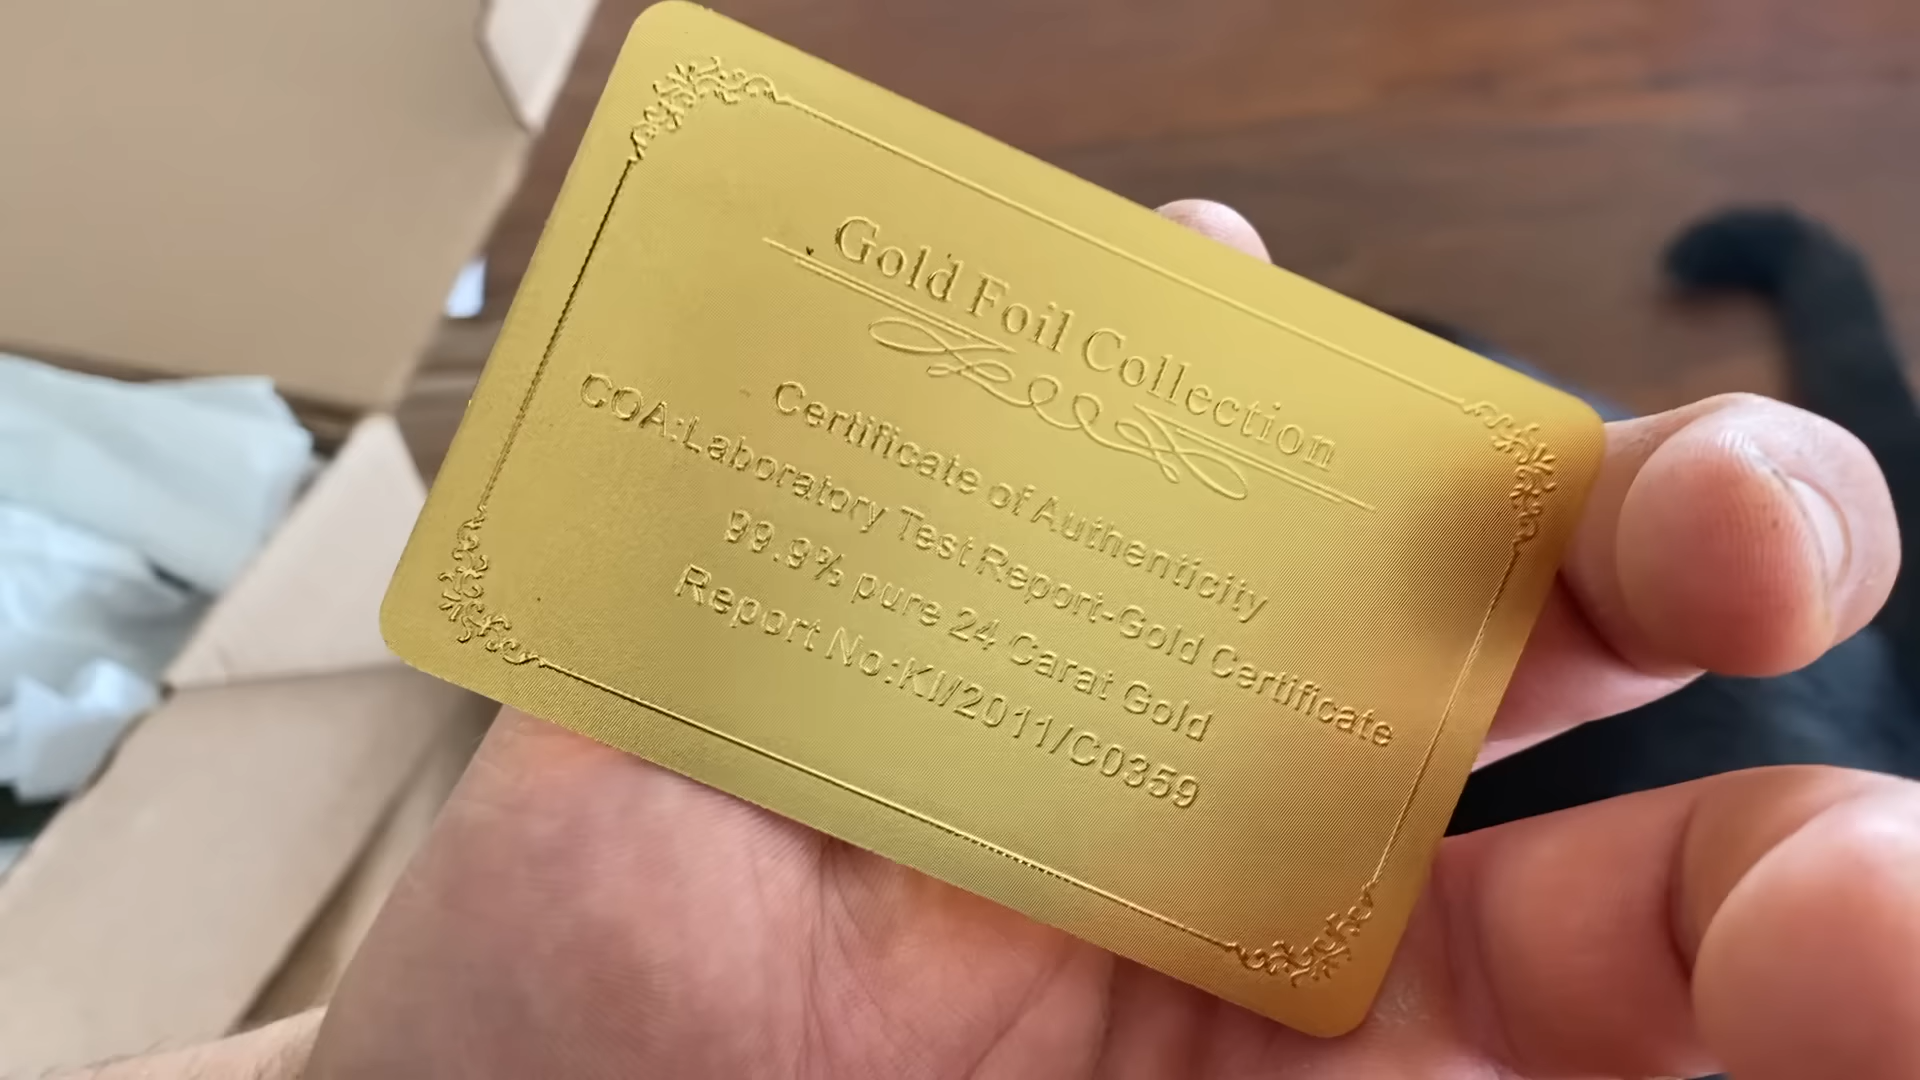 Gold Foil Collection
Certificate of Authenticity
COA:Laboratory Test Report-Gold Certificate
99.9% pure 24 Carat Gold
Report No:KI/2011/C0359